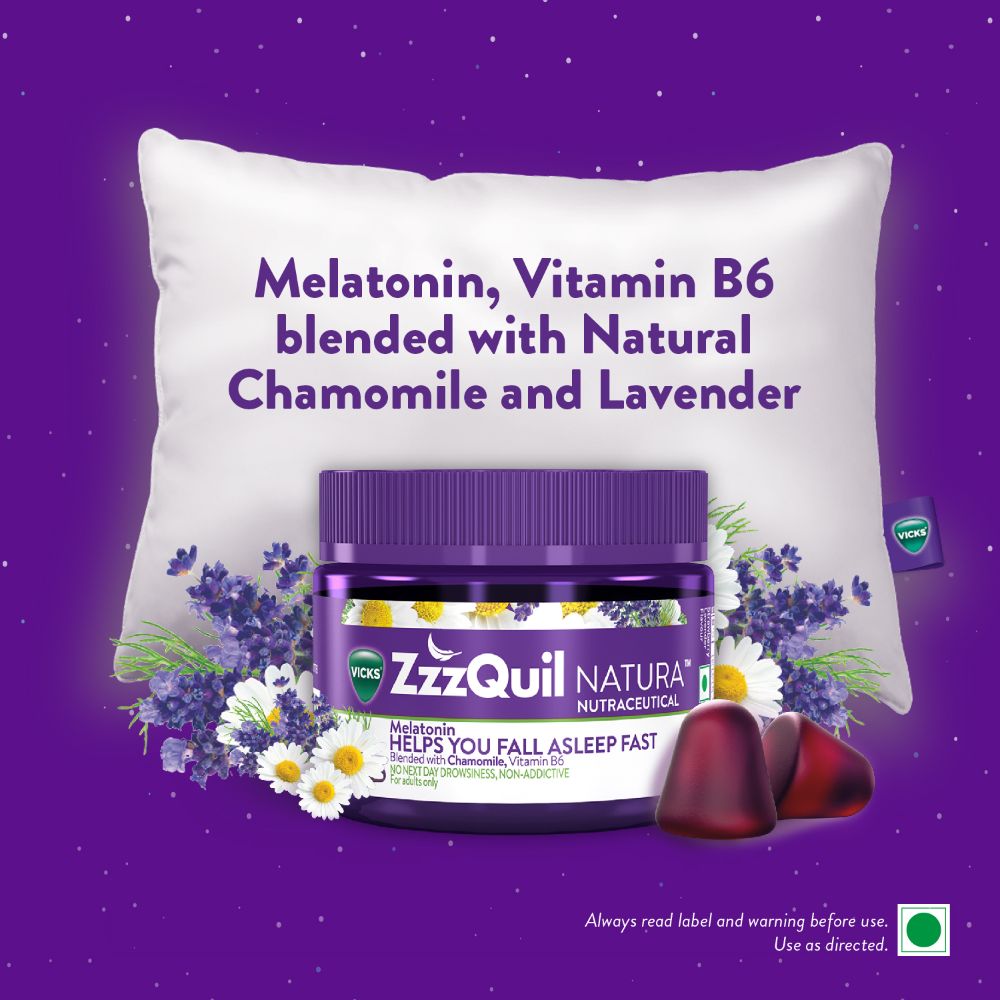 Melatonin, Vitamin B6
blended with Natural
Chamomile and Lavender
VICKS
VICKS
ZzzQuil NATURA™
NUTRACEUTICAL
Melatonin
HELPS YOU FALL ASLEEP FAST
Blended with Chamomile, Vitamin B6
NO NEXT DAY DROWSINESS, NON-ADDICTIVE
For adults only
Always read label and warning before use.
Use as directed.